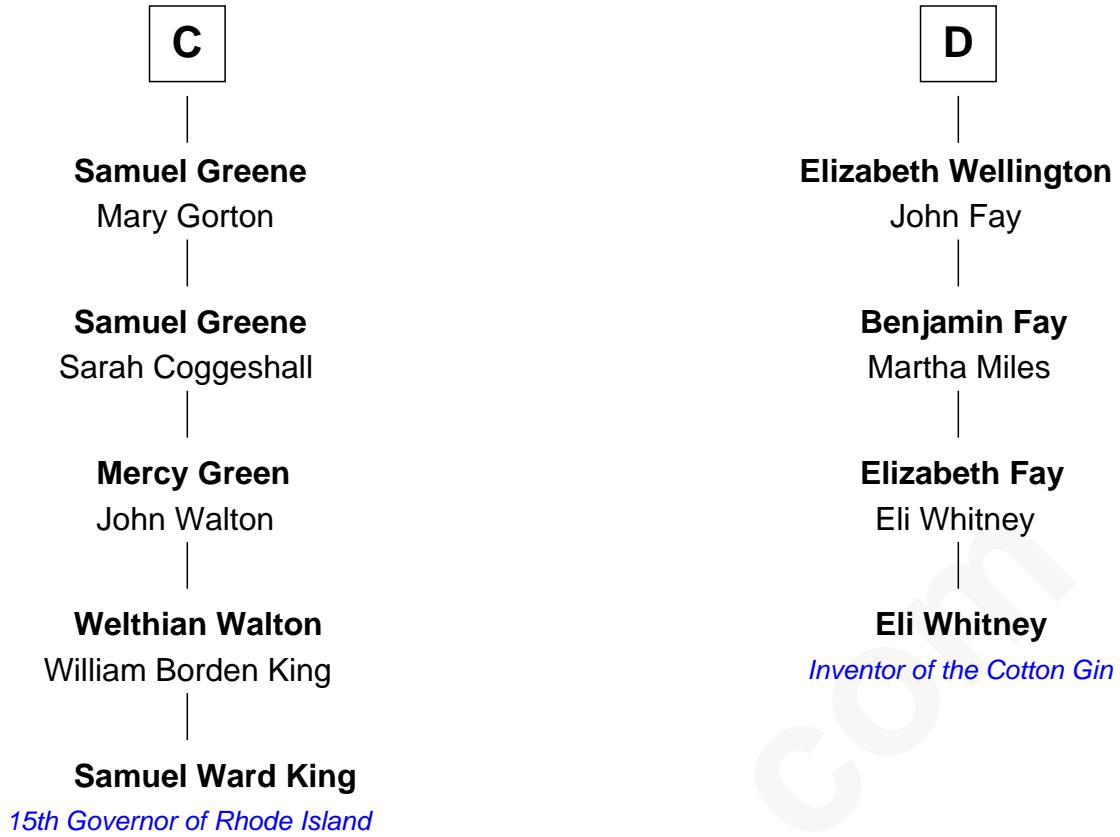 C
Samuel Greene
Mary Gorton
Samuel Greene
Sarah Coggeshall
Mercy Green
John Walton
Welthian Walton
William Borden King
Samuel Ward King
15th Governor of Rhode Island
D
Elizabeth Wellington
John Fay
Benjamin Fay
Martha Miles
Elizabeth Fay
Eli Whitney
Eli Whitney
Inventor of the Cotton Gin
com